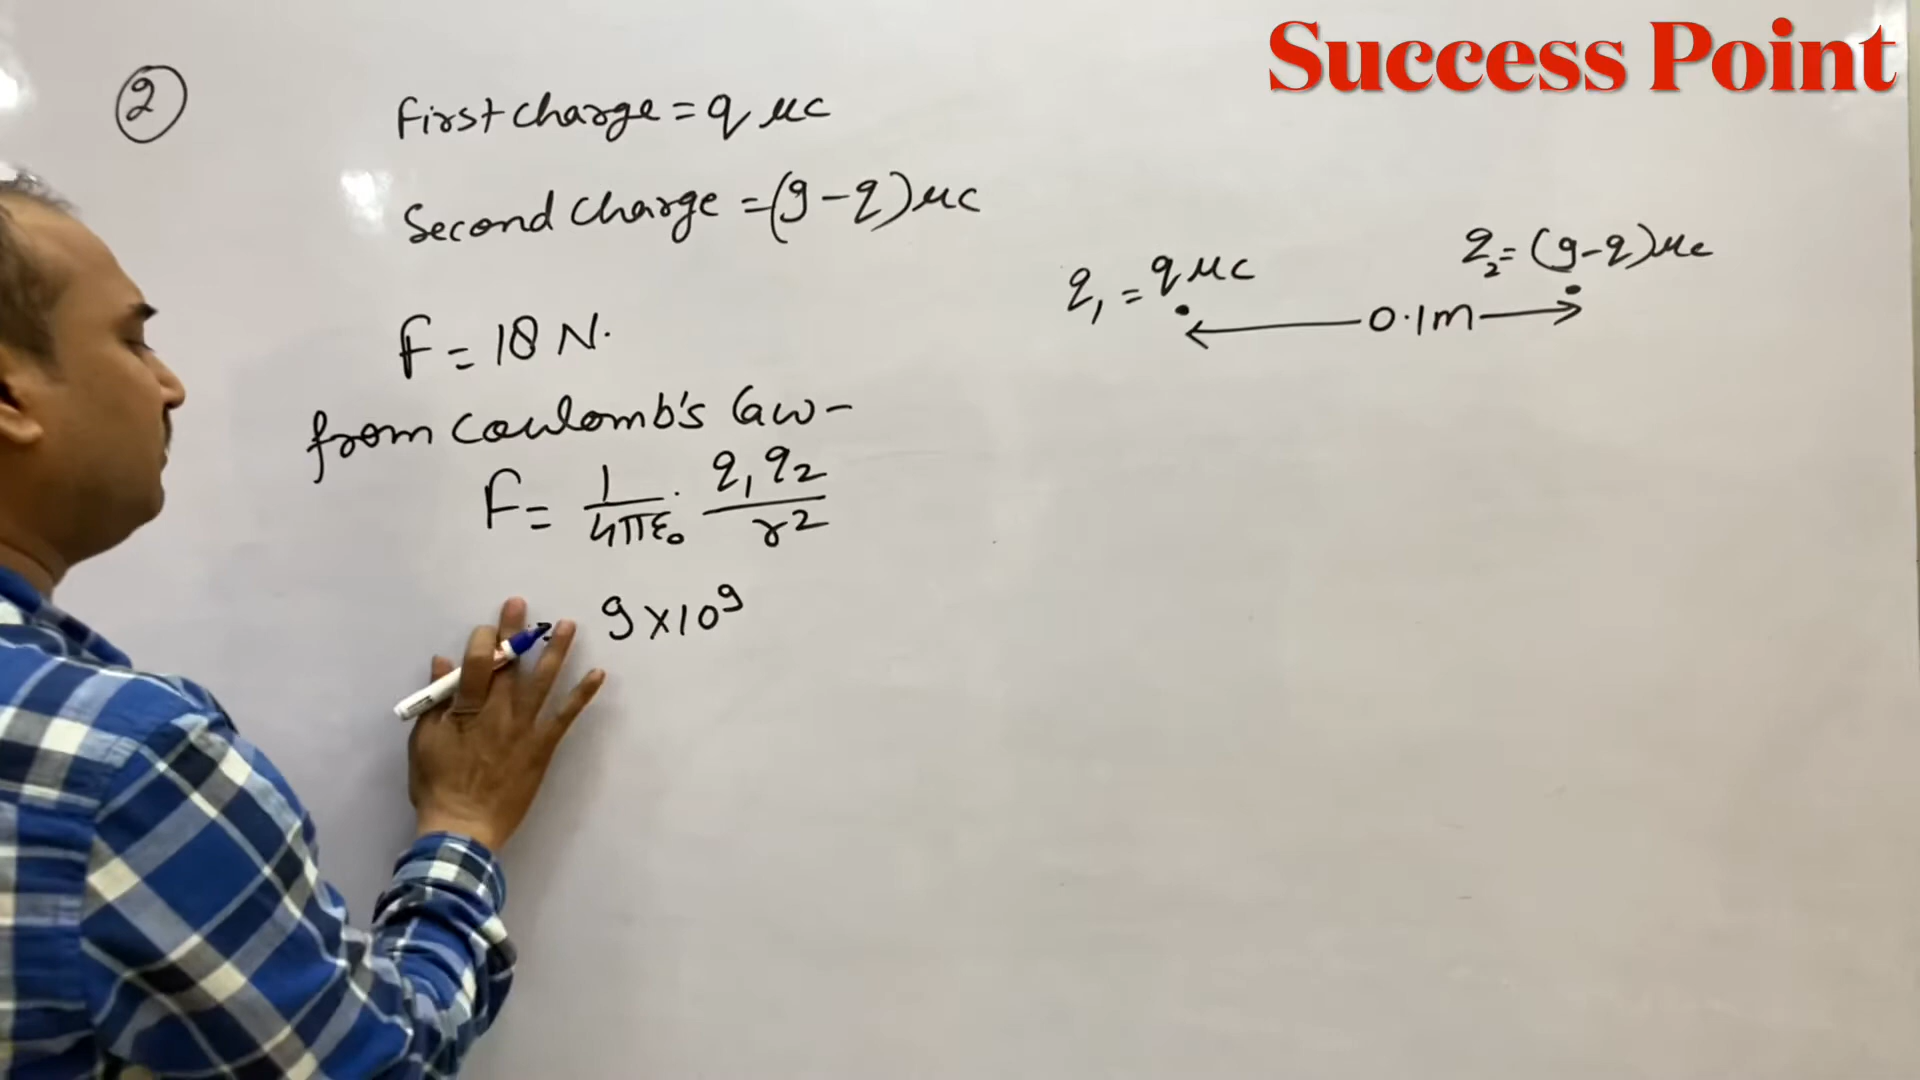 Success Point
2
First charge = q μc
Second charge = (9-q) μc
q₁ = q μc
q₂ = (9-q) μc
0.1m
F = 18 N.
from Coulomb's Law -
F = 1/4πε₀ . q₁q₂/r²
= 9×10⁹